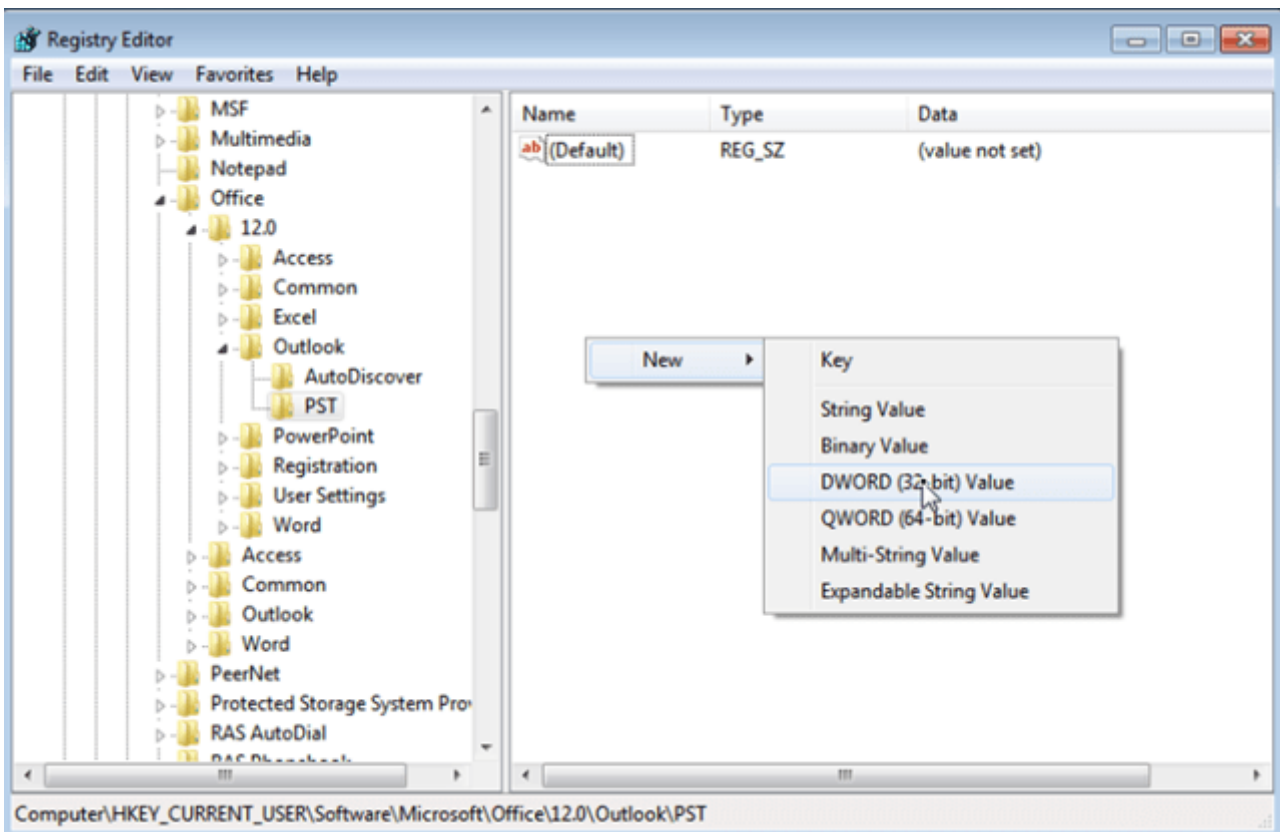 Registry Editor
File Edit View Favorites Help
MSF
Multimedia
Notepad
Office
12.0
Access
Common
Excel
Outlook
AutoDiscover
PST
PowerPoint
Registration
User Settings
Word
Access
Common
Outlook
Word
PeerNet
Protected Storage System Pro
RAS AutoDial
Name Type Data
ab (Default) REG_SZ (value not set)
New
Key
String Value
Binary Value
DWORD (32-bit) Value
QWORD (64-bit) Value
Multi-String Value
Expandable String Value
Computer\HKEY_CURRENT_USER\Software\Microsoft\Office\12.0\Outlook\PST